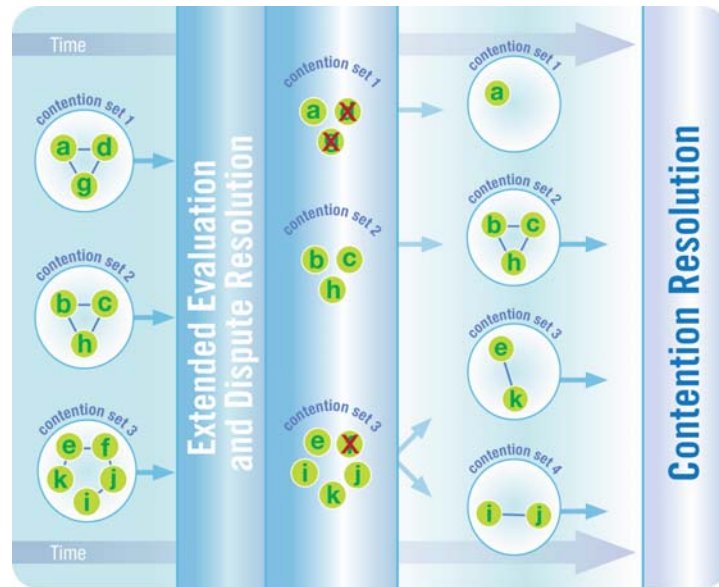 Time
contention set 1
a d
g
contention set 2
b c
h
contention set 3
e f
k j
i
Time
Extended Evaluation
and Dispute Resolution
contention set 1
a
contention set 2
b c
h
contention set 3
e
i j
k
contention set 1
a
contention set 2
b c
h
contention set 3
e
k
contention set 4
i j
Contention Resolution